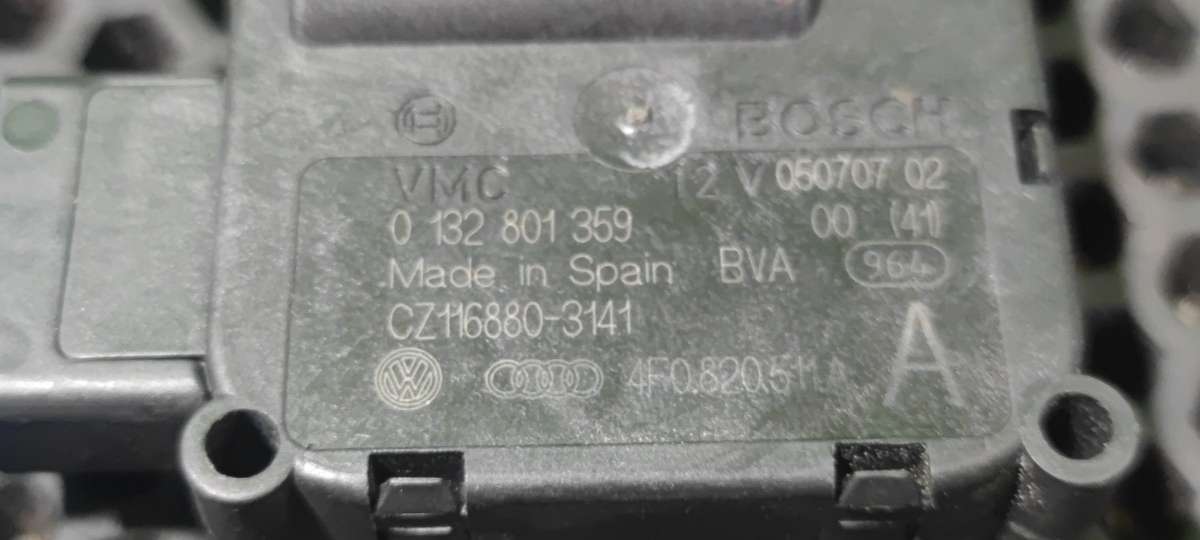 BOSCH
VMC 12 V 050707 02
0 132 801 359 00 (41)
Made in Spain BVA 964
CZ116880-3141 A
VW 4F0.820.511A